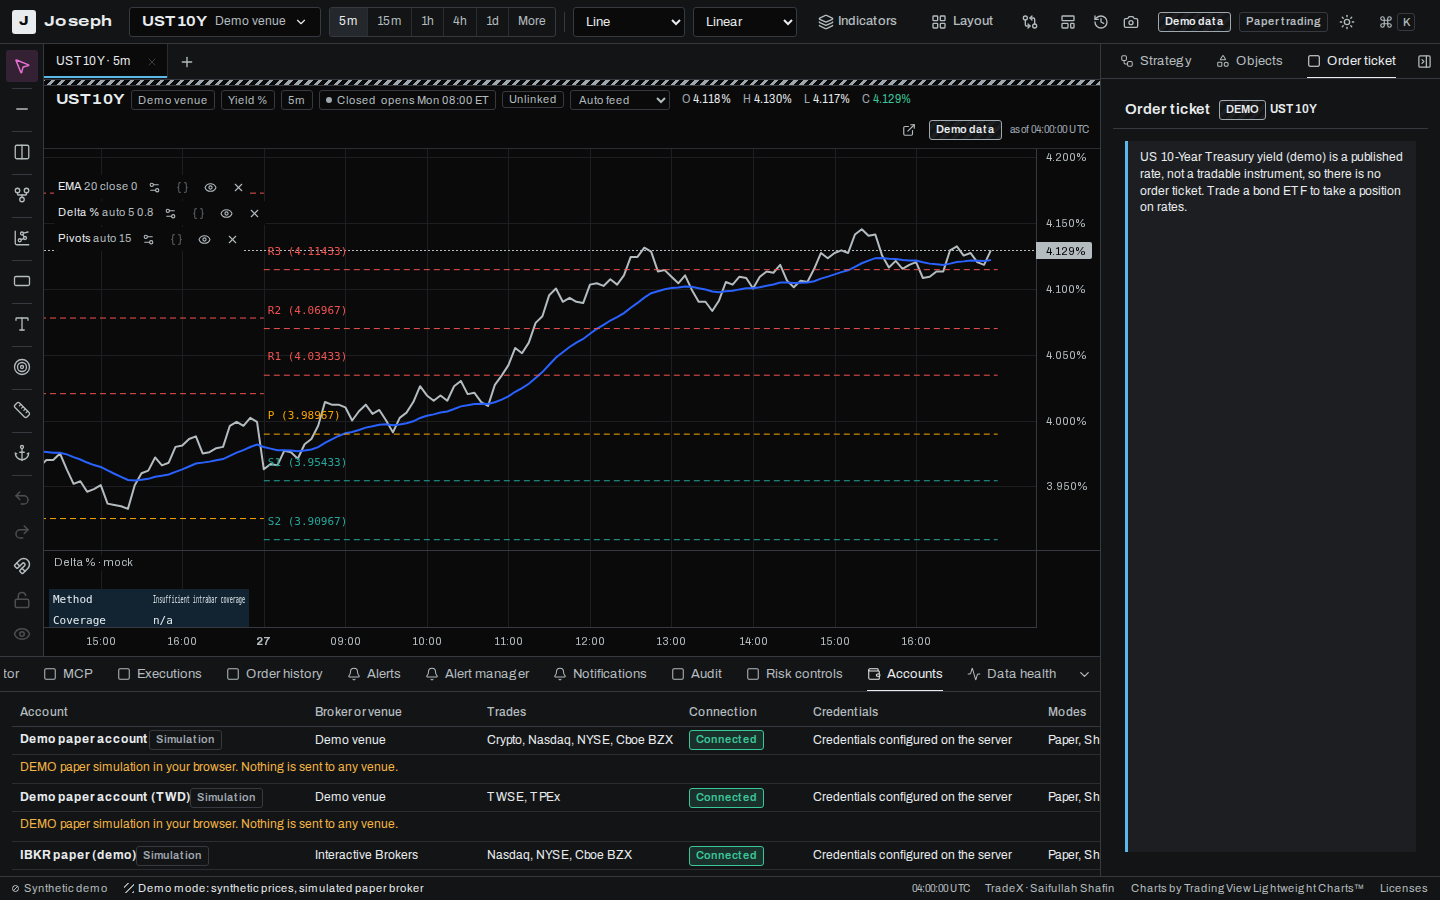 J Joseph UST10Y Demo venue 5m 15m 1h 4h 1d More Line Linear Indicators Layout Demo data Paper trading ⌘ K
UST10Y · 5m × +
Strategy Objects Order ticket
UST10Y Demo venue Yield % 5m Closed opens Mon 08:00 ET Unlinked Auto feed O 4.118% H 4.130% L 4.117% C 4.129%
Demo data as of 04:00:00 UTC
Order ticket DEMO UST10Y
US 10-Year Treasury yield (demo) is a published
rate, not a tradable instrument, so there is no
order ticket. Trade a bond ETF to take a position
on rates.
EMA 20 close 0 { }
Delta % auto 5 0.8 { }
Pivots auto 15 { }
R3 (4.11433)
R2 (4.06967)
R1 (4.03433)
P (3.98967)
S1 (3.95433)
S2 (3.90967)
4.200%
4.150%
4.129%
4.100%
4.050%
4.000%
3.950%
Delta % · mock
Method Insufficient intrabar coverage
Coverage n/a
15:00 16:00 27 09:00 10:00 11:00 12:00 13:00 14:00 15:00 16:00
tor MCP Executions Order history Alerts Alert manager Notifications Audit Risk controls Accounts Data health
Account Broker or venue Trades Connection Credentials Modes
Demo paper account Simulation Demo venue Crypto, Nasdaq, NYSE, Cboe BZX Connected Credentials configured on the server Paper, Sh
DEMO paper simulation in your browser. Nothing is sent to any venue.
Demo paper account (TWD) Simulation Demo venue TWSE, TPEx Connected Credentials configured on the server Paper, Sh
DEMO paper simulation in your browser. Nothing is sent to any venue.
IBKR paper (demo) Simulation Interactive Brokers Nasdaq, NYSE, Cboe BZX Connected Credentials configured on the server Paper, Sh
Synthetic demo Demo mode: synthetic prices, simulated paper broker 04:00:00 UTC TradeX · Saifullah Shafin Charts by TradingView Lightweight Charts™ Licenses